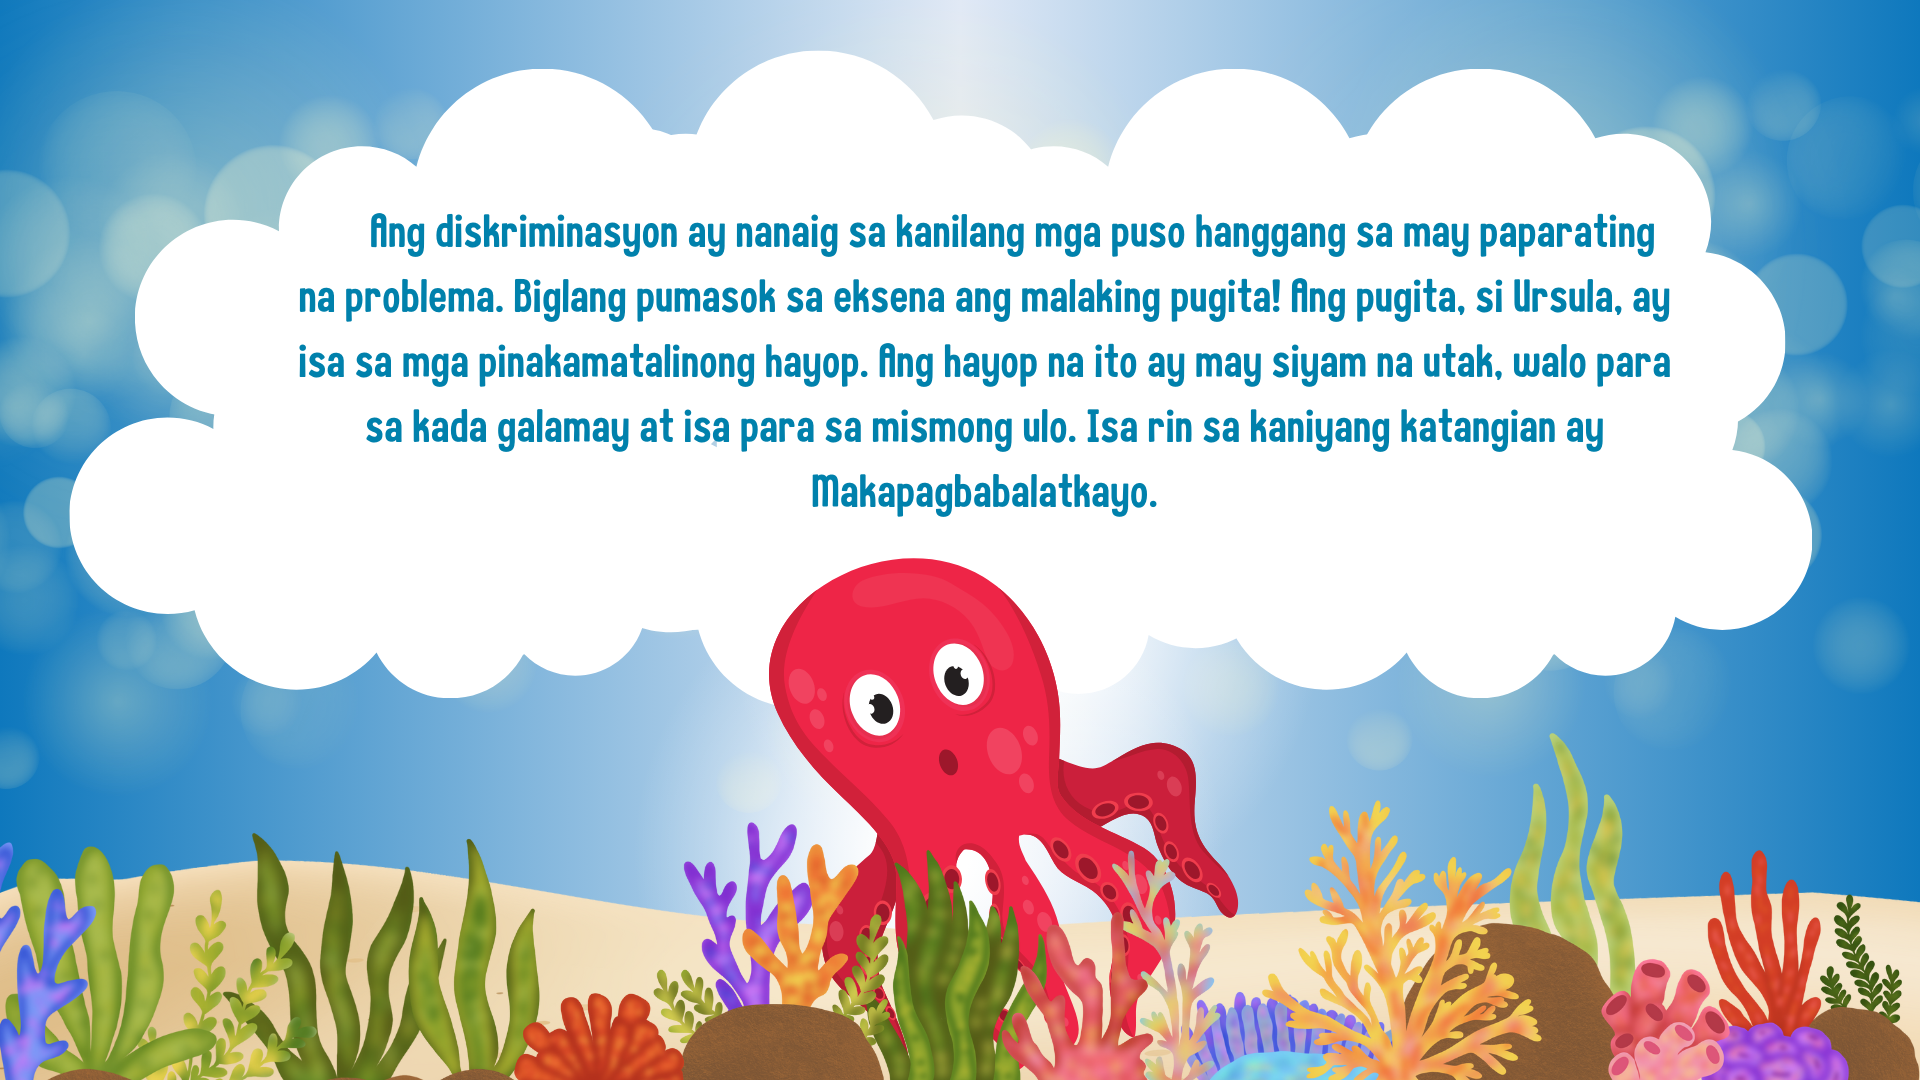 Ang diskriminasyon ay nanaig sa kanilang mga puso hanggang sa may paparating
na problema. Biglang pumasok sa eksena ang malaking pugita! Ang pugita, si Ursula, ay
isa sa mga pinakamatalinong hayop. Ang hayop na ito ay may siyam na utak, walo para
sa kada galamay at isa para sa mismong ulo. Isa rin sa kaniyang katangian ay
Makapagbabalatkayo.